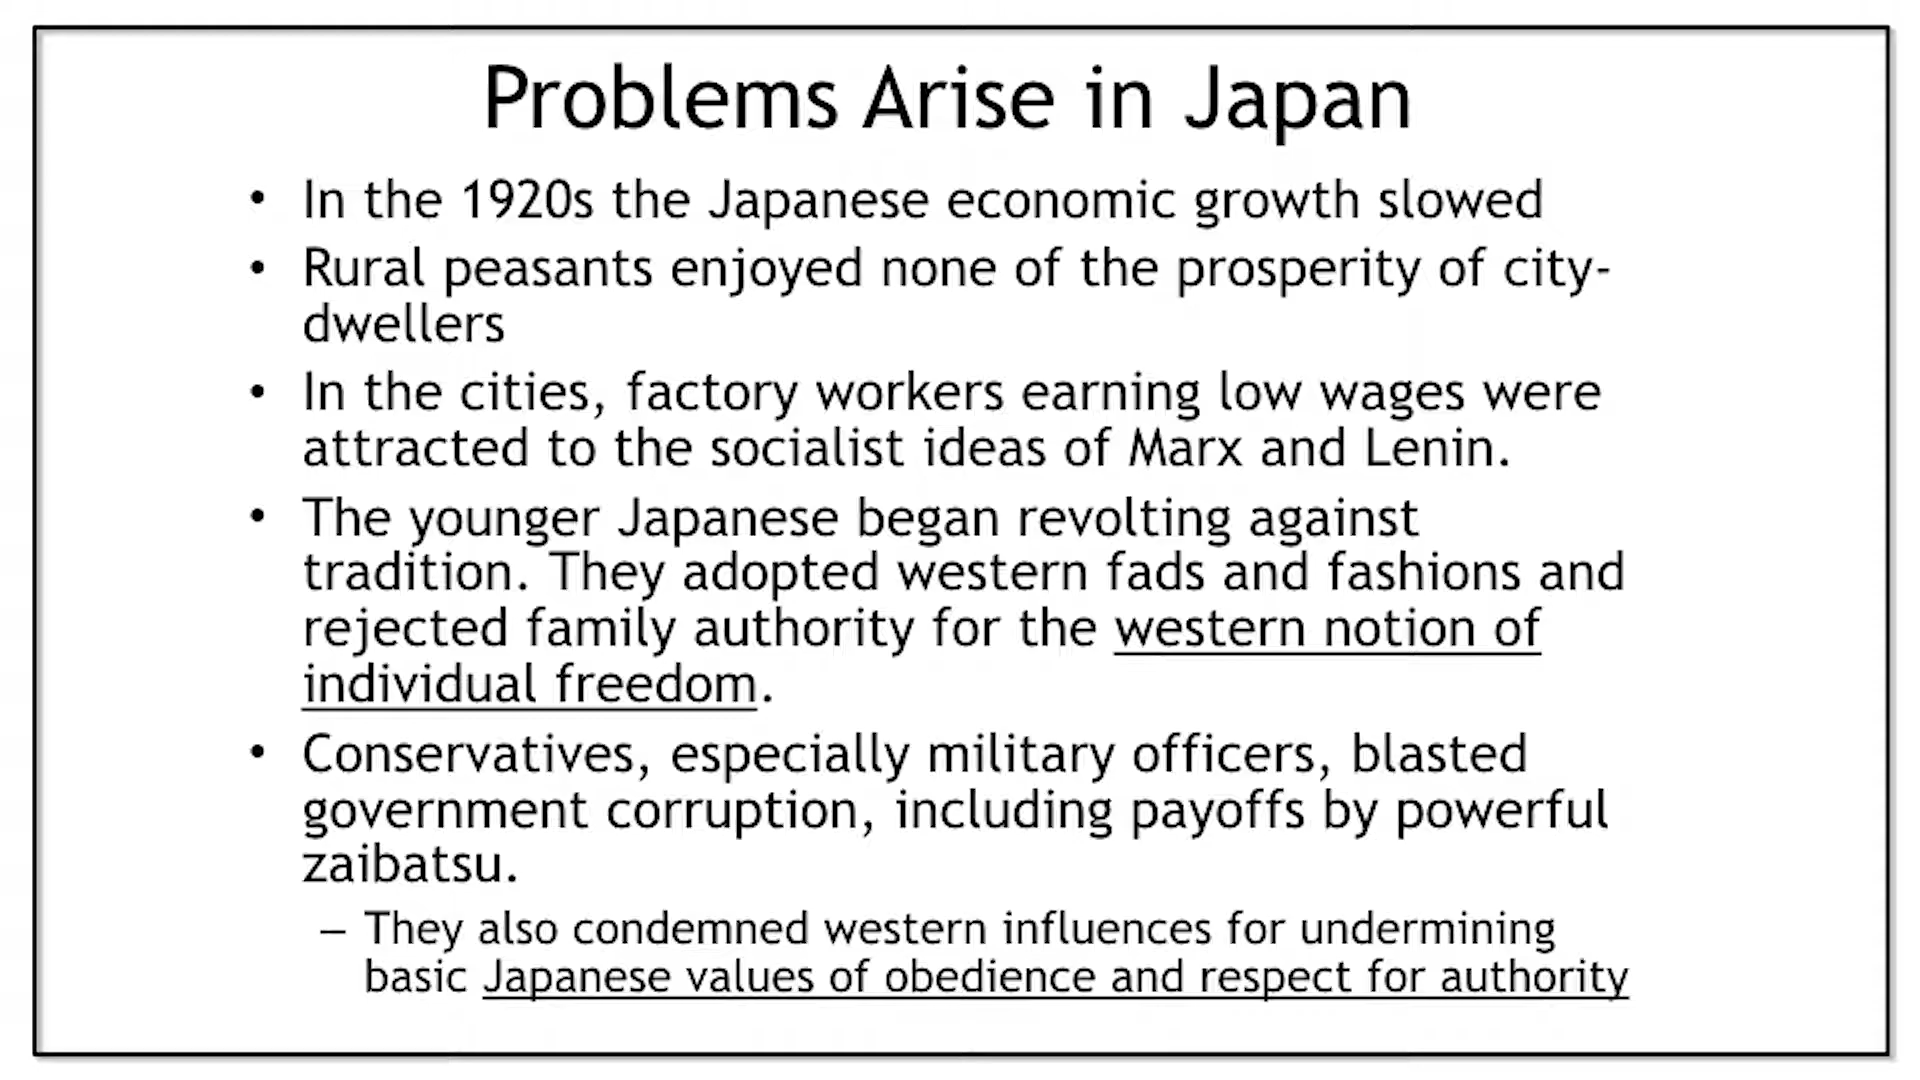 Problems Arise in Japan
• In the 1920s the Japanese economic growth slowed
• Rural peasants enjoyed none of the prosperity of city-
dwellers
• In the cities, factory workers earning low wages were
attracted to the socialist ideas of Marx and Lenin.
• The younger Japanese began revolting against
tradition. They adopted western fads and fashions and
rejected family authority for the western notion of
individual freedom.
• Conservatives, especially military officers, blasted
government corruption, including payoffs by powerful
zaibatsu.
– They also condemned western influences for undermining
basic Japanese values of obedience and respect for authority